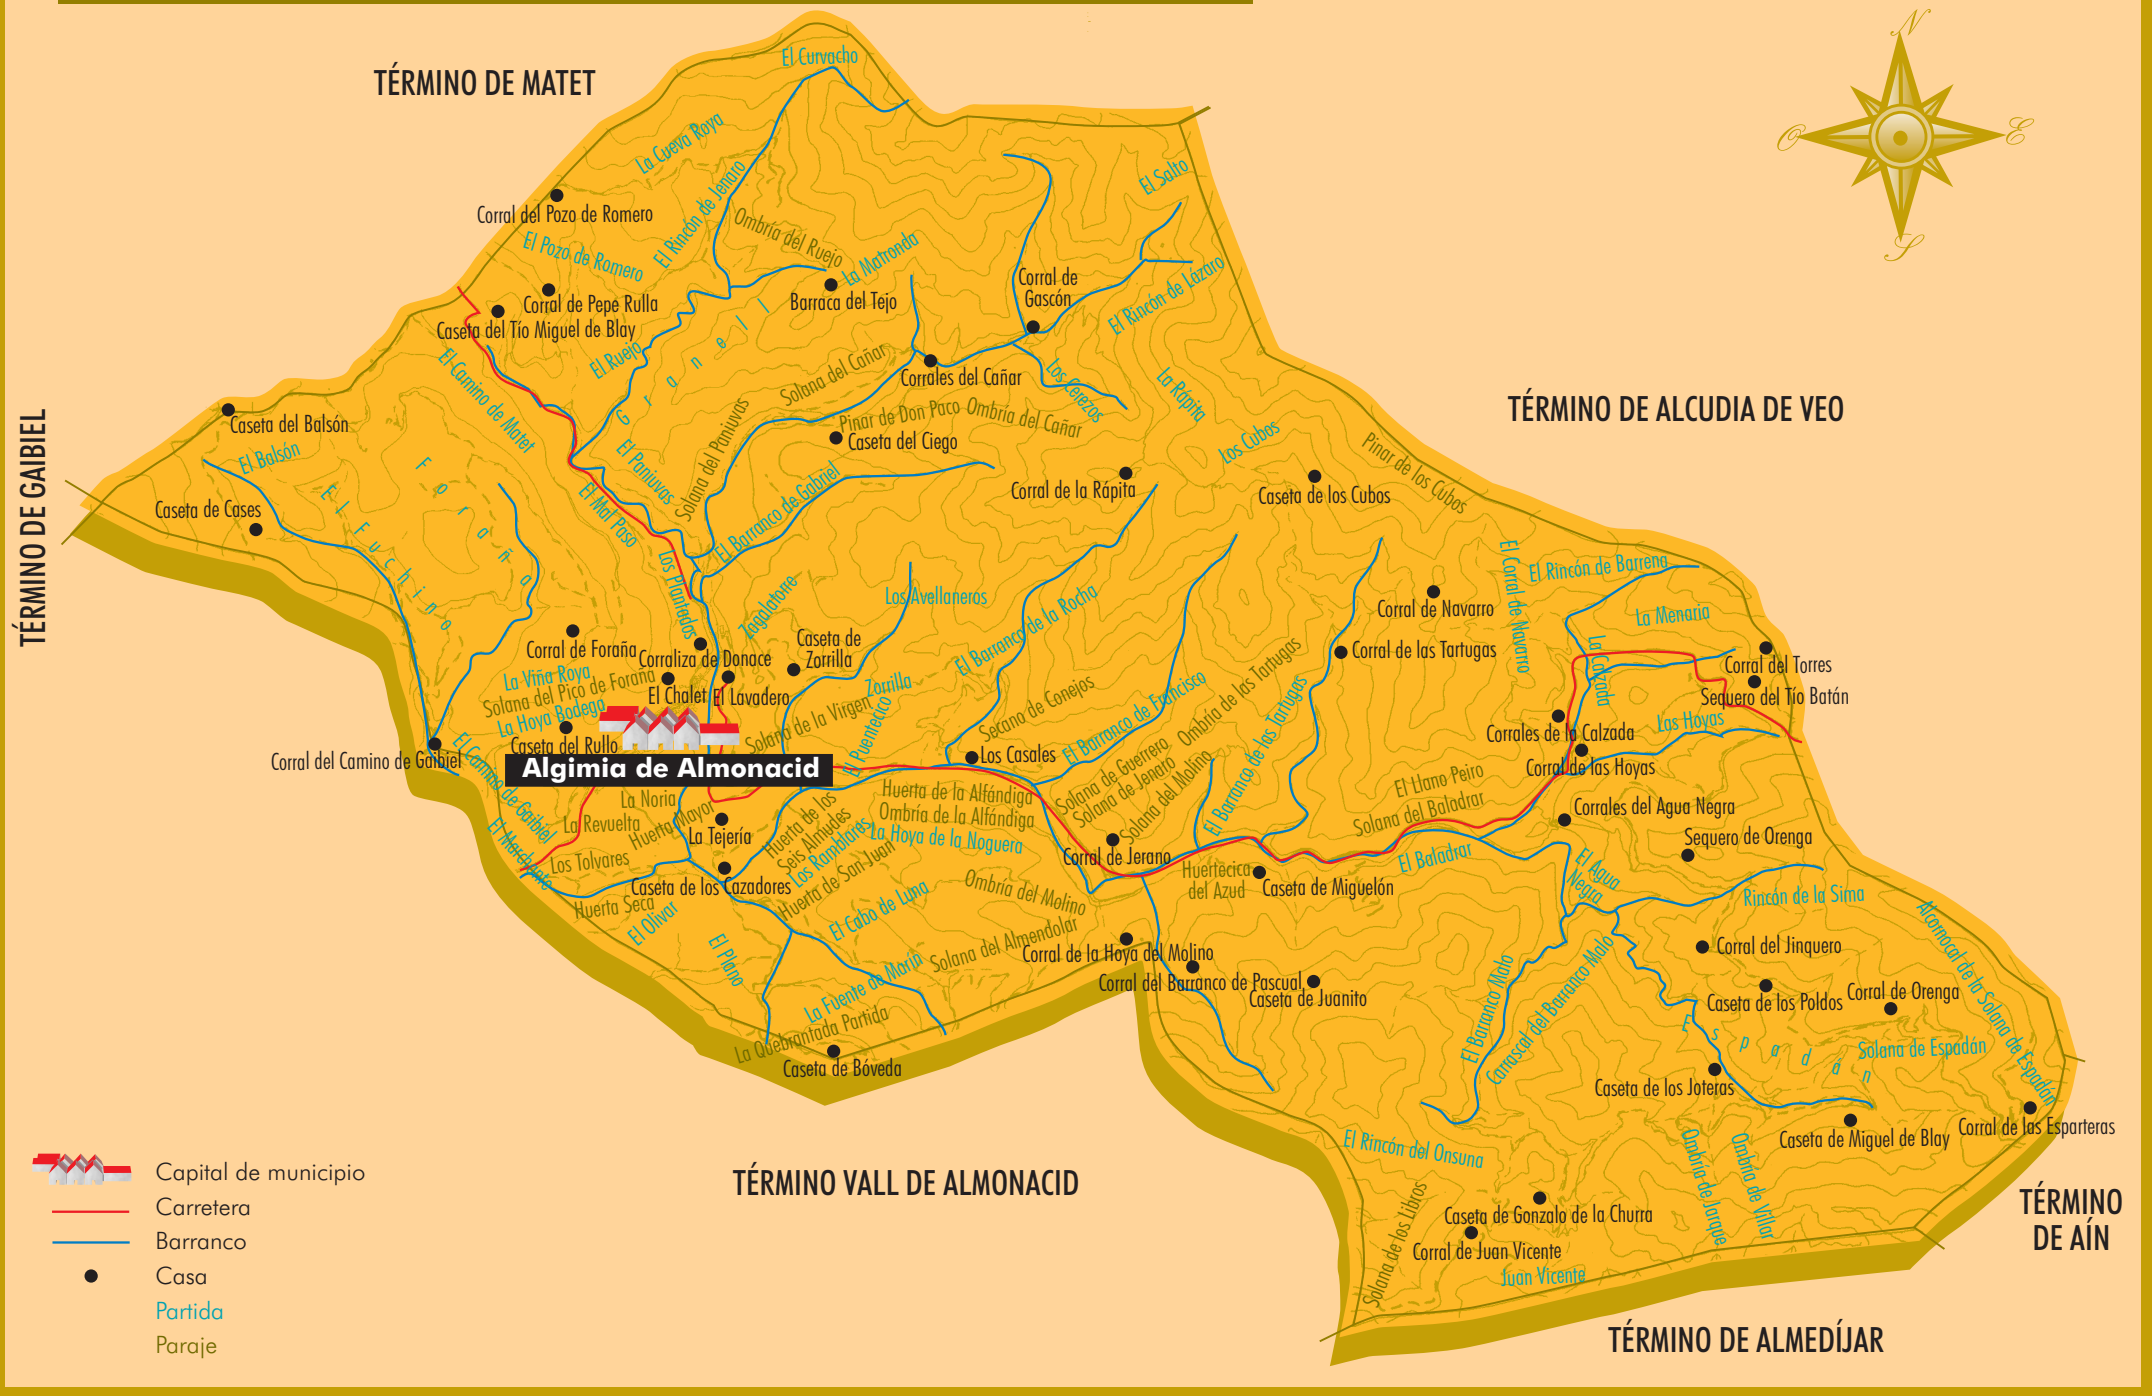 El Curvacho
N
TÉRMINO DE MATET
La Cueva Roya
O
E
El Salto
Corral del Pozo de Romero
El Rincón de Jenaro
Ombría del Ruejo
El Pozo de Romero
La Matronda
S
El Rincón de Lázaro
Corral de
Gascón
Corral de Pepe Rulla
Barraca del Tejo
Caseta del Tío Miguel de Blay
El Ruejo
Granell
El Camino de Matet
Solana del Cañar
Corrales del Cañar
Los Cerezos
La Rápita
TÉRMINO DE GAIBIEL
TÉRMINO DE ALCUDIA DE VEO
Caseta del Balsón
Pinar de Don Paco
Ombría del Cañar
Caseta del Ciego
Solana del Paniuvas
El Paniuvas
Los Cubos
Pinar de los Cubos
El Balsón
Foraña
El Fuchino
El Mal Paso
El Barranco de Gabriel
Corral de la Rápita
Caseta de los Cubos
Caseta de Cases
Los Plantados
Zagalatorre
Los Avellaneros
El Barranco de la Rocha
El Corral de Navarro
El Rincón de Barrena
Corral de Navarro
La Menaria
Caseta de
Zorrilla
Corral de Foraña
Corraliza de Donace
Corral de las Tartugas
La Calzada
Corral del Torres
La Viña Roya
Solana del Pico de Foraña
El Chalet
El Lavadero
Zorrilla
Secano de Conejos
El Barranco de Francisco
Ombría de las Tartugas
El Barranco de las Tartugas
Sequero del Tío Batán
La Hoya Bodega
Solana de la Virgen
El Puentecico
Las Hoyas
Corrales de la Calzada
Caseta del Rullo
Los Casales
Corral del Camino de Gaibiel
Algimia de Almonacid
Corral de las Hoyas
El Camino de Gaibiel
Solana de Guerrero
Solana de Jenaro
Solana del Molino
El Llano Peiro
Solana del Baladrar
La Noria
Huerta de la Alfándiga
Ombría de la Alfándiga
La Hoya de la Noguera
Corrales del Agua Negra
La Revuelta
Huerta Mayor
La Tejería
Huerta de los
Seis Almudes
Los Ramblares
Huerta de San Juan
El Marchante
Los Tolvares
Corral de Jerano
Sequero de Orenga
El Baladrar
El Agua
Negra
Huertecica
del Azud
Caseta de Miguelón
Caseta de los Cazadores
Huerta Seca
El Olivar
El Cabo de Luna
Ombría del Molino
Rincón de la Sima
Alcornocal de la Solana de Espadán
El Plano
Solana del Almendolar
Corral de la Hoya del Molino
Corral del Jinquero
La Fuente de Marín
Corral del Barranco de Pascual
Caseta de Juanito
El Barranco Malo
Carrascal del Barranco Malo
Caseta de los Poldos
Corral de Orenga
La Quebrantada Partida
Caseta de Bóveda
Espadán
Solana de Espadán
Caseta de los Joteras
Corral de las Esparteras
Caseta de Miguel de Blay
El Rincón del Onsuna
Ombría de Jarque
Ombría de Villar
TÉRMINO VALL DE ALMONACID
Solana de los Libros
Caseta de Gonzalo de la Churra
Corral de Juan Vicente
Juan Vicente
TÉRMINO
DE AÍN
TÉRMINO DE ALMEDÍJAR
Capital de municipio
Carretera
Barranco
Casa
Partida
Paraje